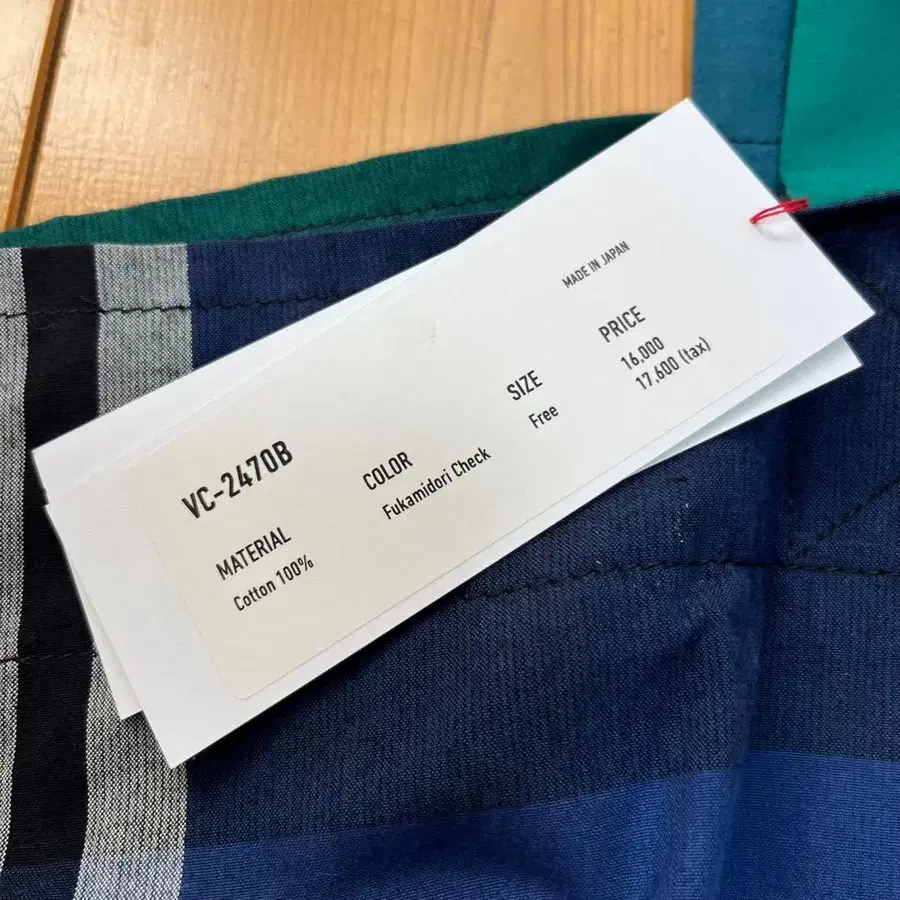 MADE IN JAPAN
VC-2470B
MATERIAL
Cotton 100%
COLOR
Fukamidori Check
SIZE
Free
PRICE
16,000
17,600 (tax)